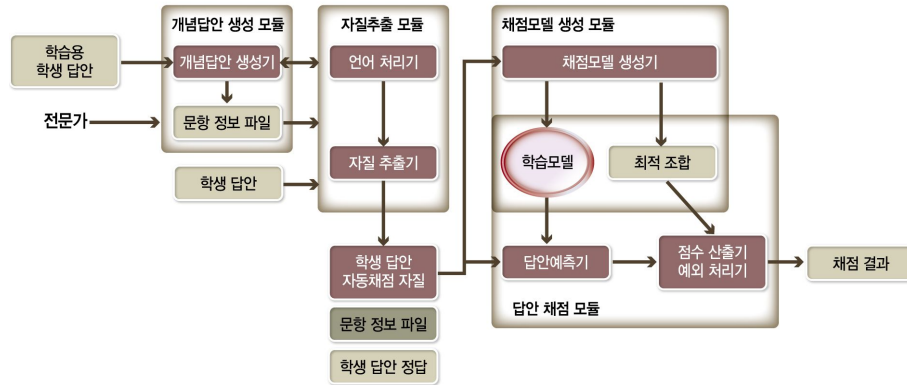 개념답안 생성 모듈
자질추출 모듈
채점모델 생성 모듈
학습용
학생 답안
개념답안 생성기
언어 처리기
채점모델 생성기
전문가
문항 정보 파일
학습모델
최적 조합
학생 답안
자질 추출기
학생 답안
자동채점 자질
답안예측기
점수 산출기
예외 처리기
채점 결과
답안 채점 모듈
문항 정보 파일
학생 답안 정답